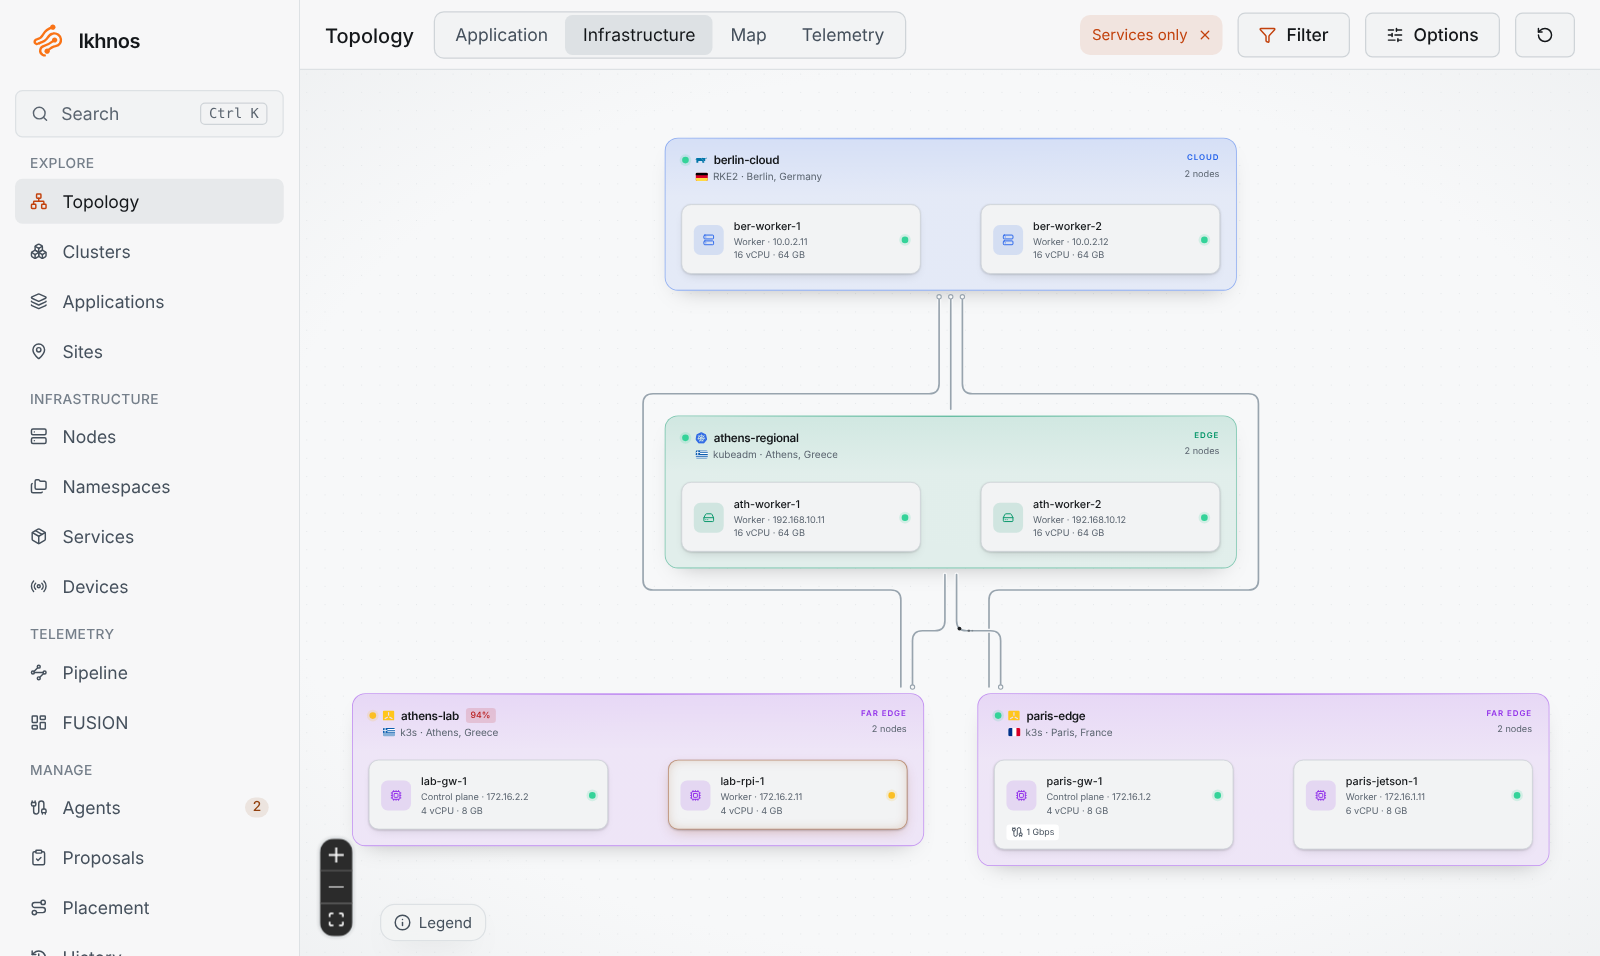 Ikhnos
Search
Ctrl K
EXPLORE
Topology
Clusters
Applications
Sites
INFRASTRUCTURE
Nodes
Namespaces
Services
Devices
TELEMETRY
Pipeline
FUSION
MANAGE
Agents
2
Proposals
Placement
History
Topology
Application
Infrastructure
Map
Telemetry
Services only
Filter
Options
berlin-cloud
RKE2 · Berlin, Germany
CLOUD
2 nodes
ber-worker-1
Worker · 10.0.2.11
16 vCPU · 64 GB
ber-worker-2
Worker · 10.0.2.12
16 vCPU · 64 GB
athens-regional
kubeadm · Athens, Greece
EDGE
2 nodes
ath-worker-1
Worker · 192.168.10.11
16 vCPU · 64 GB
ath-worker-2
Worker · 192.168.10.12
16 vCPU · 64 GB
athens-lab
94%
k3s · Athens, Greece
FAR EDGE
2 nodes
lab-gw-1
Control plane · 172.16.2.2
4 vCPU · 8 GB
lab-rpi-1
Worker · 172.16.2.11
4 vCPU · 4 GB
paris-edge
k3s · Paris, France
FAR EDGE
2 nodes
paris-gw-1
Control plane · 172.16.1.2
4 vCPU · 8 GB
1 Gbps
paris-jetson-1
Worker · 172.16.1.11
6 vCPU · 8 GB
Legend